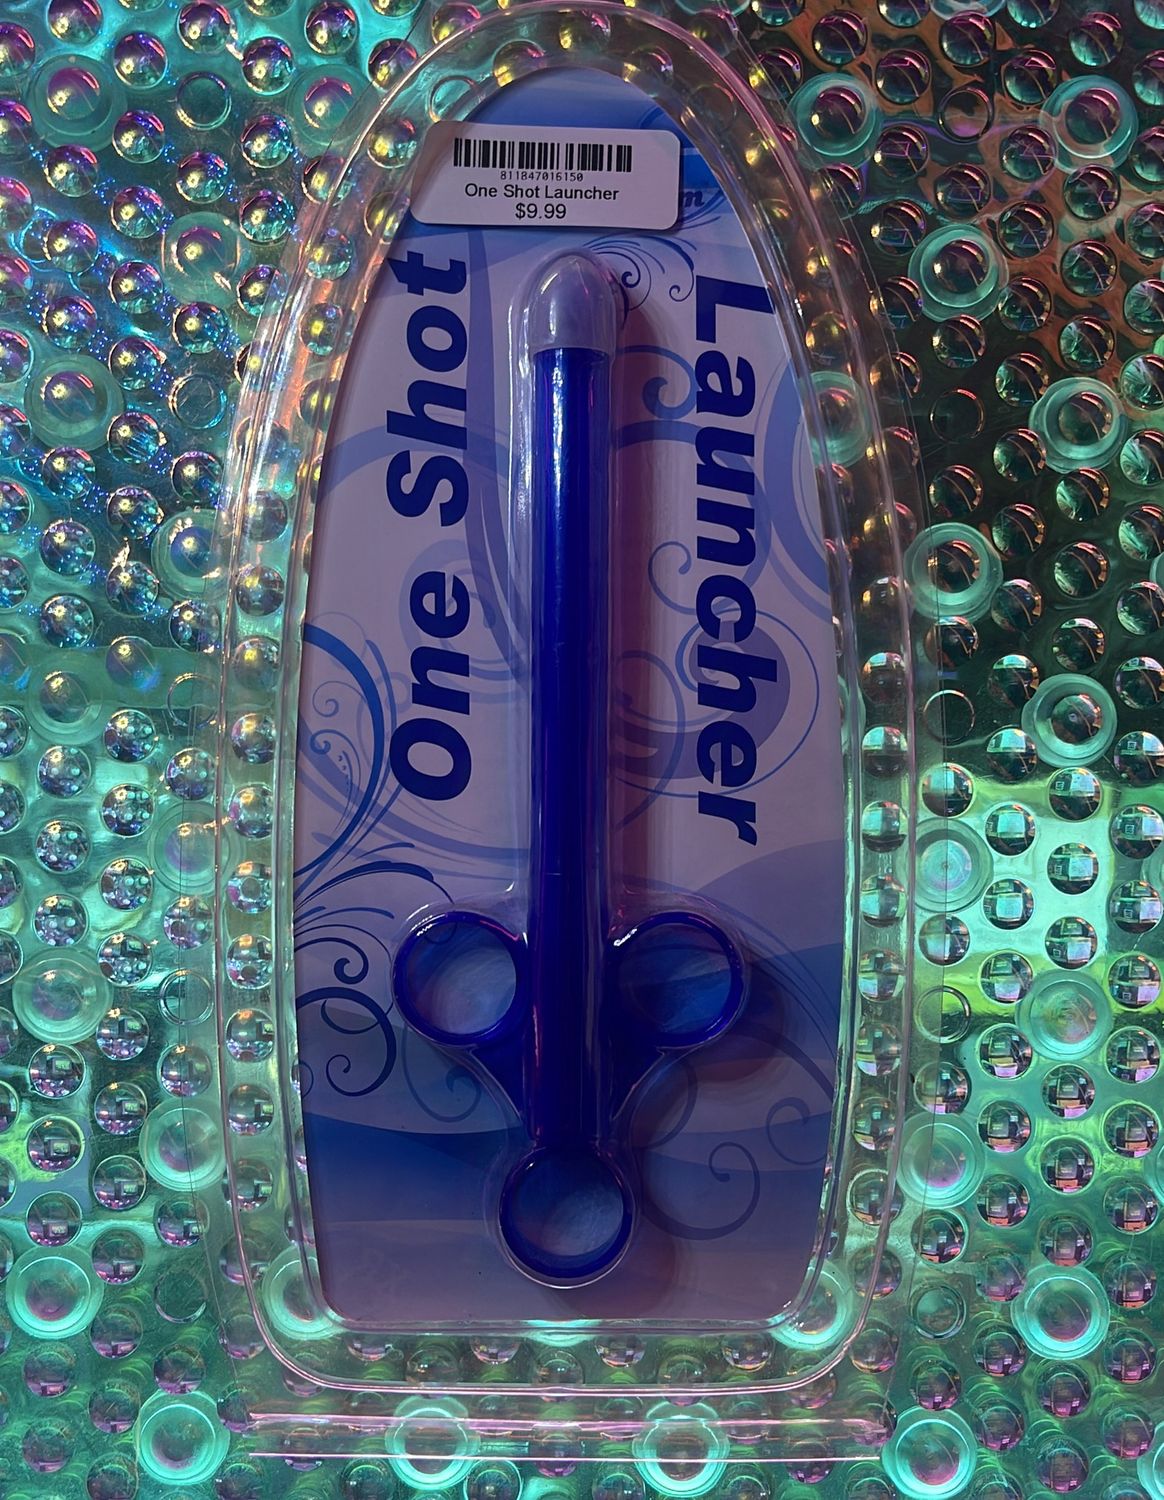 811847016150
One Shot Launcher
$9.99
One Shot
Launcher